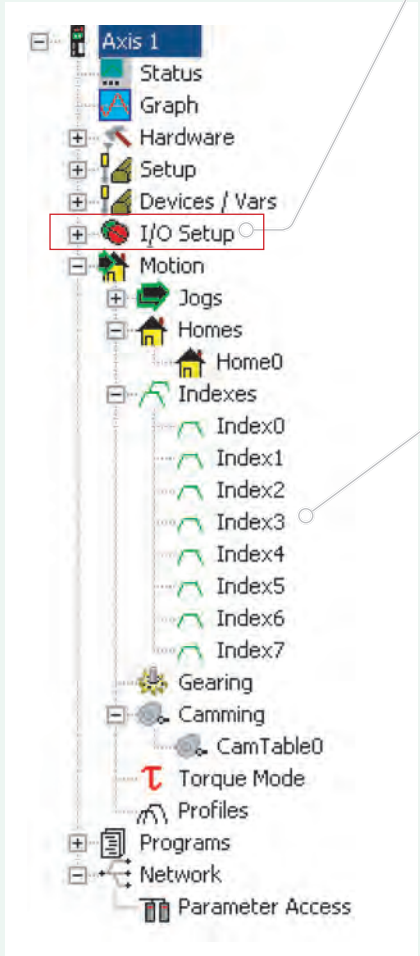 Axis 1
Status
Graph
Hardware
Setup
Devices / Vars
I/O Setup
Motion
Jogs
Homes
Home0
Indexes
Index0
Index1
Index2
Index3
Index4
Index5
Index6
Index7
Gearing
Camming
CamTable0
τ Torque Mode
Profiles
Programs
Network
Parameter Access